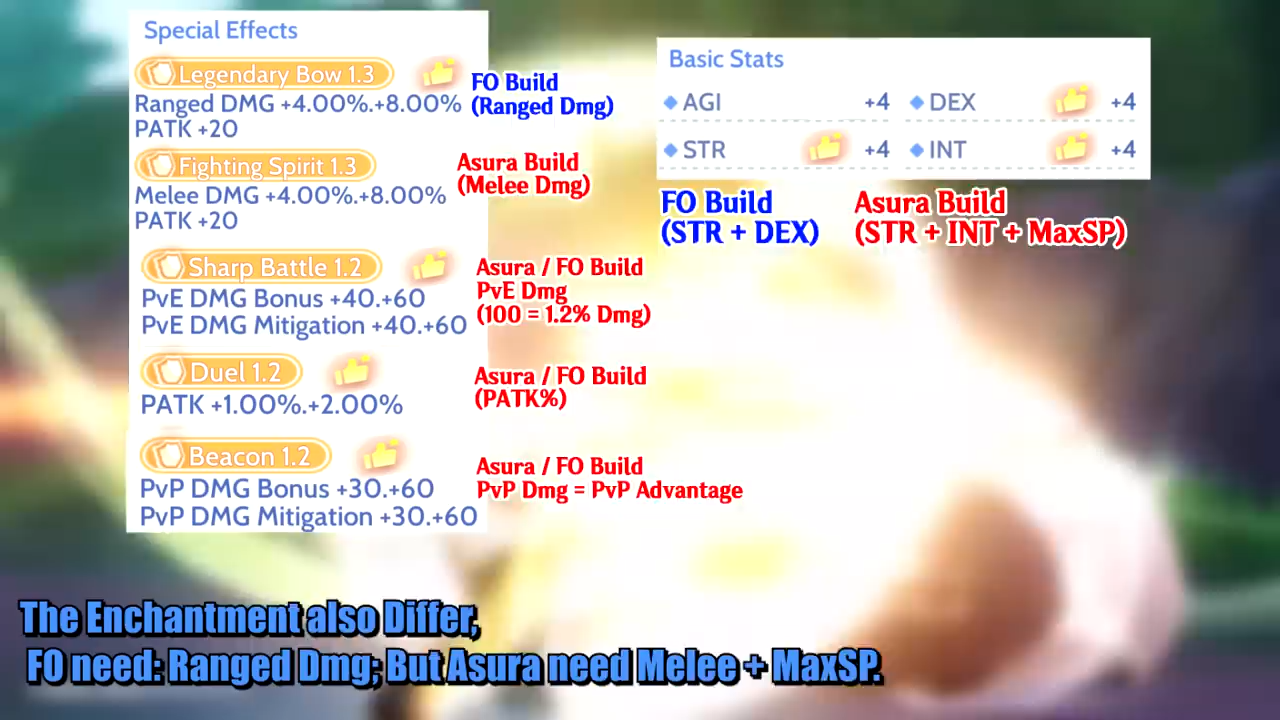 Special Effects
Legendary Bow 1.3
Ranged DMG +4.00%.+8.00%
PATK +20
FO Build
(Ranged Dmg)
Fighting Spirit 1.3
Melee DMG +4.00%.+8.00%
PATK +20
Asura Build
(Melee Dmg)
Sharp Battle 1.2
PvE DMG Bonus +40.+60
PvE DMG Mitigation +40.+60
Asura / FO Build
PvE Dmg
(100 = 1.2% Dmg)
Duel 1.2
PATK +1.00%.+2.00%
Asura / FO Build
(PATK%)
Beacon 1.2
PvP DMG Bonus +30.+60
PvP DMG Mitigation +30.+60
Asura / FO Build
PvP Dmg = PvP Advantage
Basic Stats
AGI +4 DEX +4
STR +4 INT +4
FO Build
(STR + DEX)
Asura Build
(STR + INT + MaxSP)
The Enchantment also Differ,
FO need: Ranged Dmg; But Asura need Melee + MaxSP.